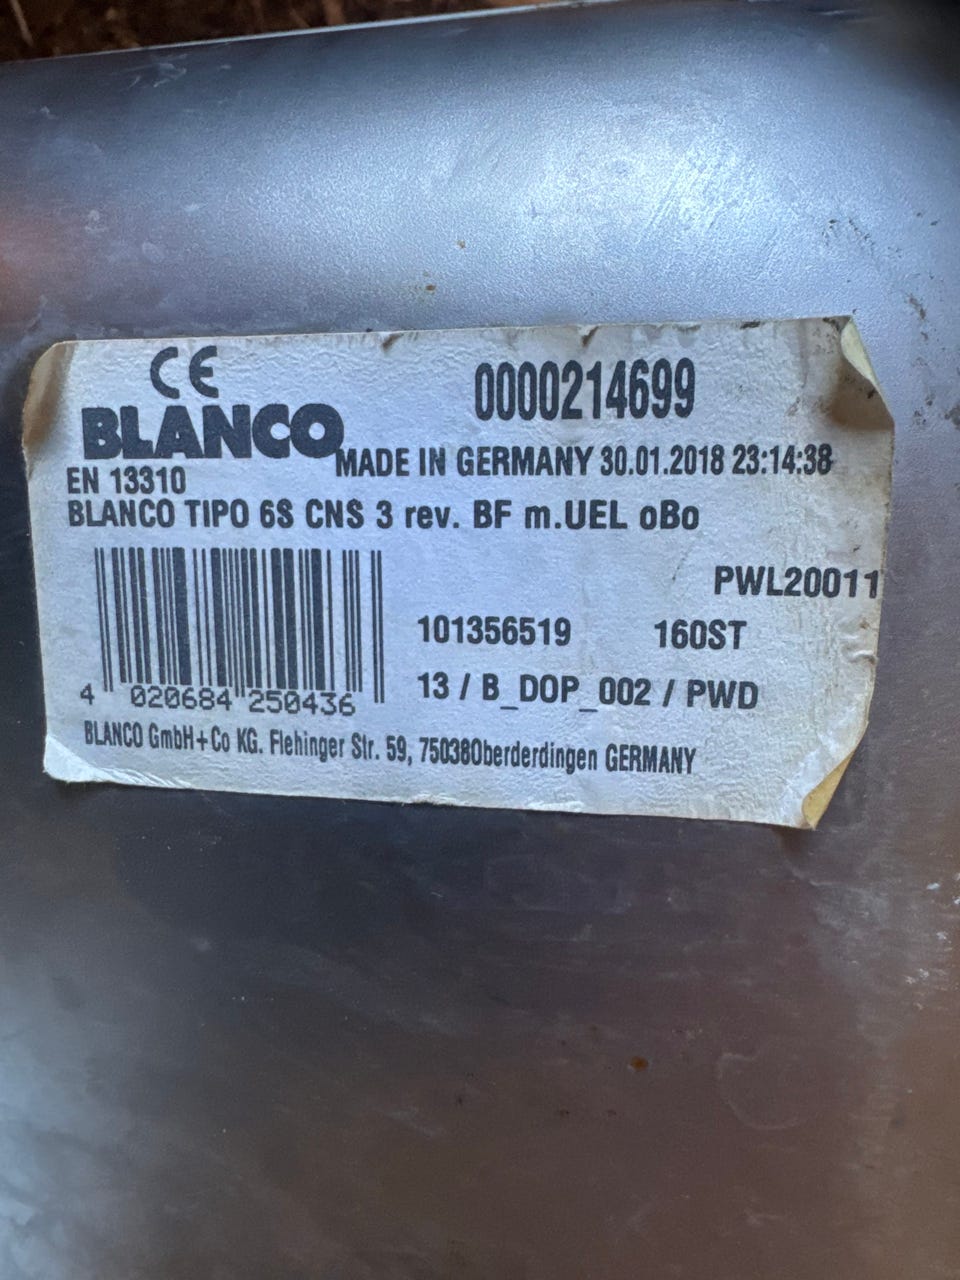 CE
0000214699
BLANCO
MADE IN GERMANY 30.01.2018 23:14:38
EN 13310
BLANCO TIPO 6S CNS 3 rev. BF m.UEL oBo
PWL20011
101356519 160ST
13 / B_DOP_002 / PWD
4 020684 250436
BLANCO GmbH+Co KG. Flehinger Str. 59, 75038Oberderdingen GERMANY